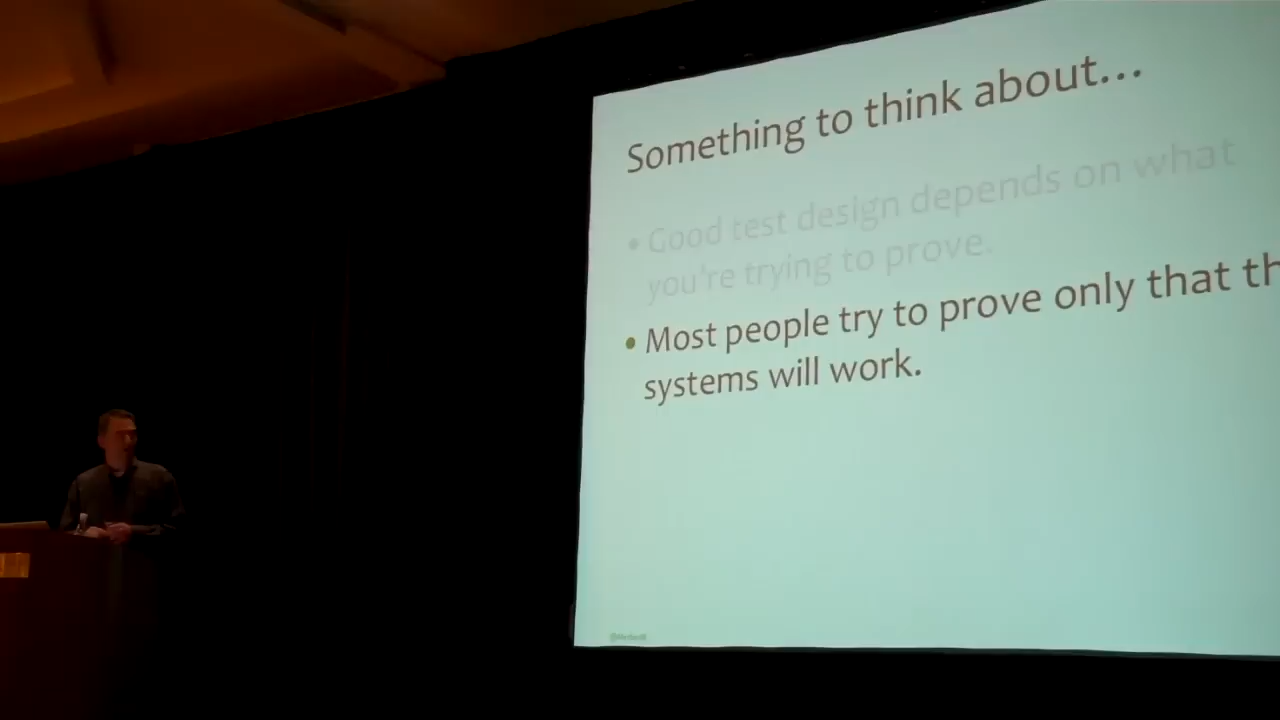 Something to think about...
• Good test design depends on what
you're trying to prove.
• Most people try to prove only that th
systems will work.